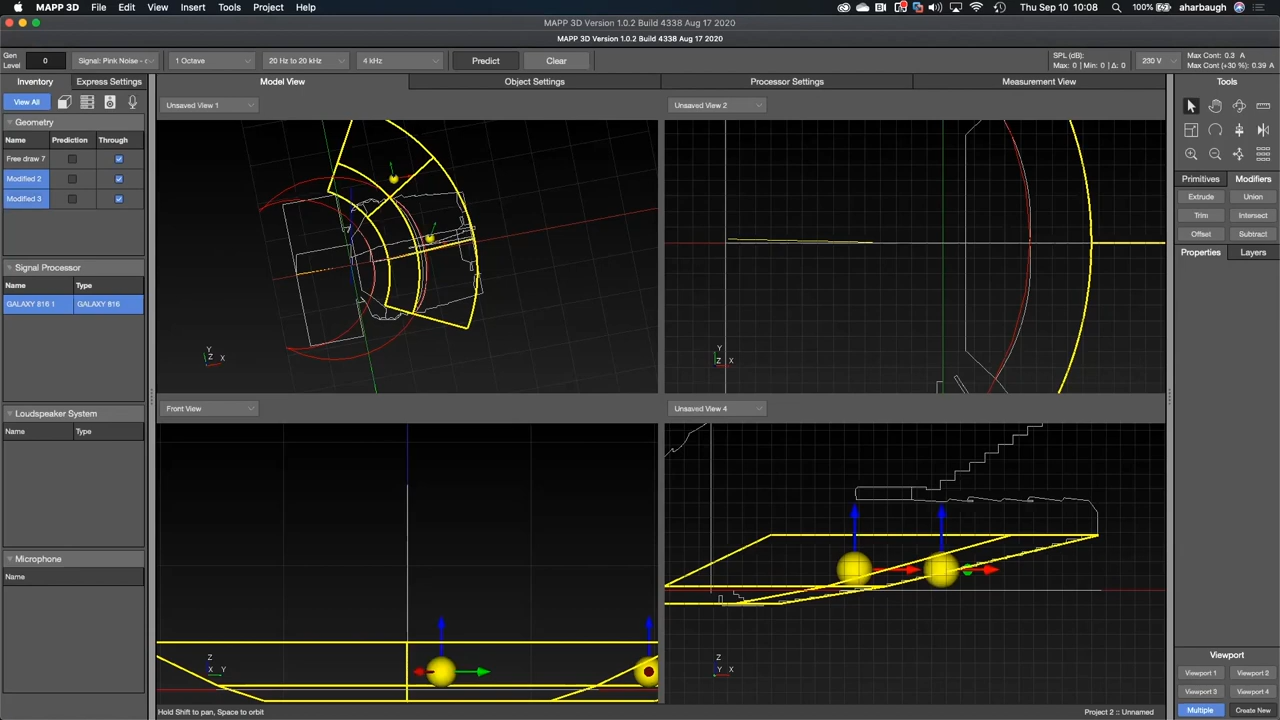 MAPP 3D File Edit View Insert Tools Project Help
Thu Sep 10 10:08 100% aharbaugh
MAPP 3D Version 1.0.2 Build 4338 Aug 17 2020
MAPP 3D Version 1.0.2 Build 4338 Aug 17 2020
Gen Level 0 Signal: Pink Noise - 1 Octave 20 Hz to 20 kHz 4 kHz Predict Clear
SPL (dB):
Max: 0 | Min: 0 | Δ: 0
230 V
Max Cont: 0.3 A
Max Cont (+30 %): 0.39 A
Inventory Express Settings
Model View Object Settings Processor Settings Measurement View
Tools
View All
Unsaved View 1
Unsaved View 2
Geometry
Name Prediction Through
Free draw 7
Modified 2
Modified 3
Signal Processor
Name Type
GALAXY 816 1 GALAXY 816
Loudspeaker System
Name Type
Microphone
Name
Y
Z X
Y
Z X
Front View
Unsaved View 4
Z
X Y
Z
Y X
Primitives Modifiers
Extrude Union
Trim Intersect
Offset Subtract
Properties Layers
Viewport
Viewport 1 Viewport 2
Viewport 3 Viewport 4
Multiple Create New
Hold Shift to pan, Space to orbit
Project 2 :: Unnamed